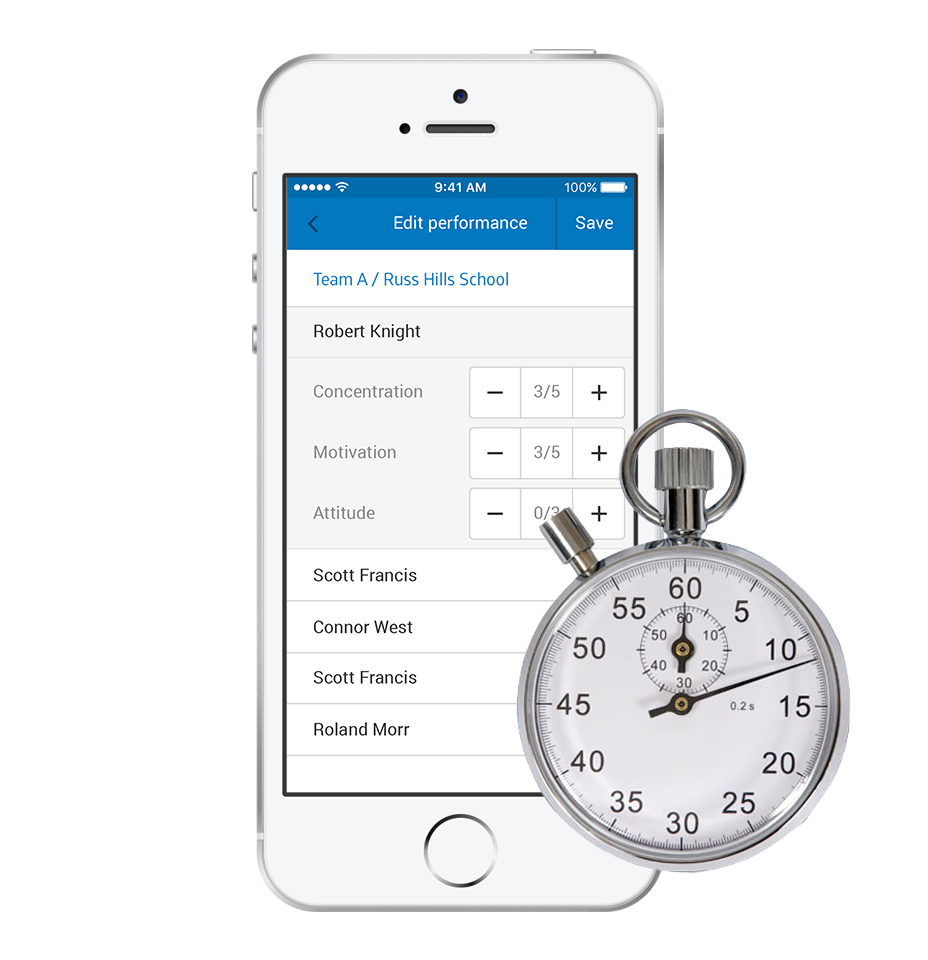 9:41 AM 100%
Edit performance Save
Team A / Russ Hills School
Robert Knight
Concentration − 3/5 +
Motivation − 3/5 +
Attitude − 0/3 +
Scott Francis
Connor West
Scott Francis
Roland Morr
60
55 5
60
50 50 10 10
40 20
30
0.2 s
45 15
40 20
35 25
30